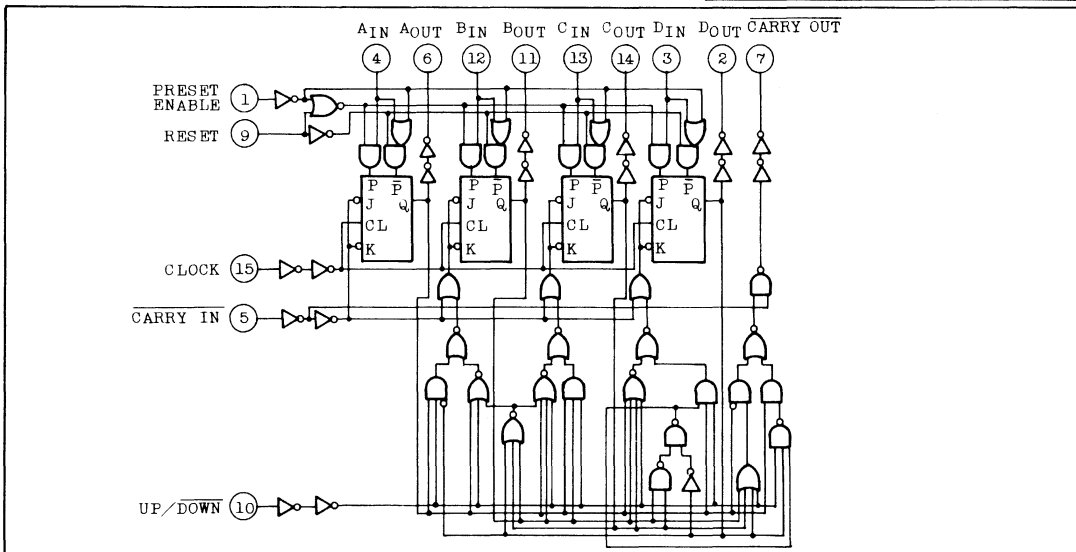 AIN AOUT BIN BOUT CIN COUT DIN DOUT CARRY OUT
4 6 12 11 13 14 3 2 7
PRESET
ENABLE 1
RESET 9
P P̅ P P̅ P P̅ P P̅
J Q J Q J Q J Q
CL CL CL CL
K K K K
CLOCK 15
CARRY IN 5
UP/DOWN 10